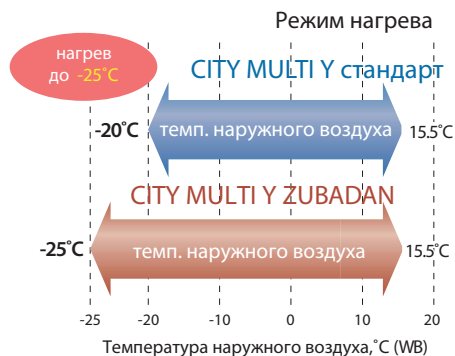 Режим нагрева
нагрев
до -25˚C
CITY MULTI Y стандарт
-20˚C
темп. наружного воздуха
15.5˚C
CITY MULTI Y ZUBADAN
-25˚C
темп. наружного воздуха
15.5˚C
-25 -20 -10 0 10 20
Температура наружного воздуха,˚C (WB)